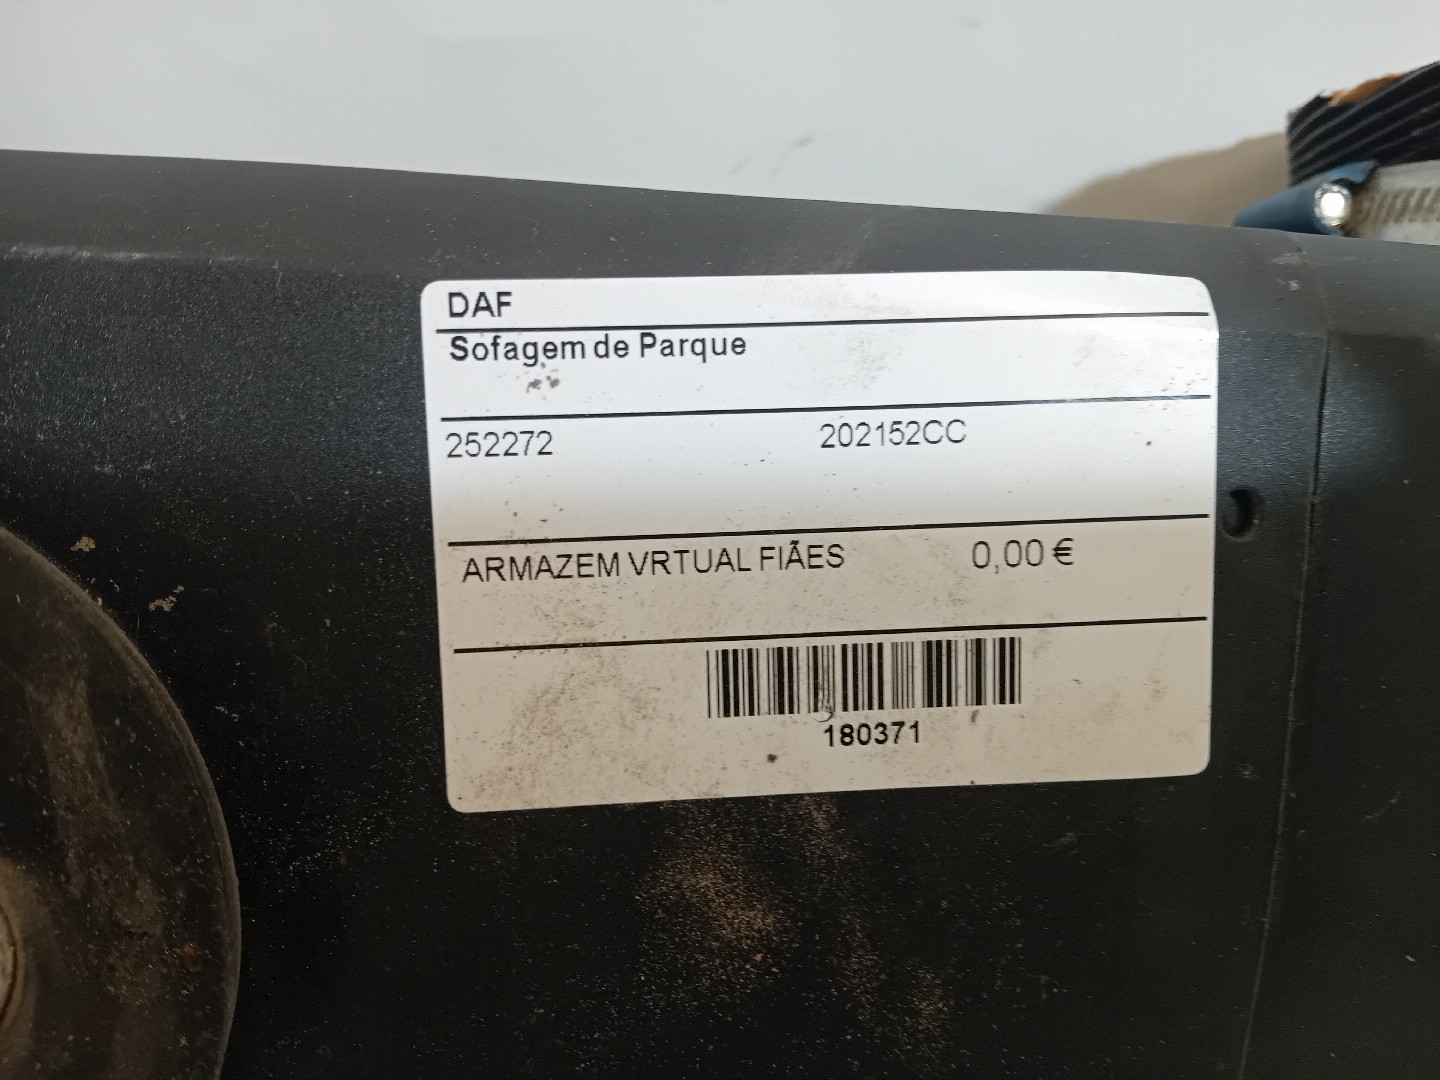 DAF
Sofagem de Parque
252272 202152CC
ARMAZEM VRTUAL FIÃES 0,00 €
180371